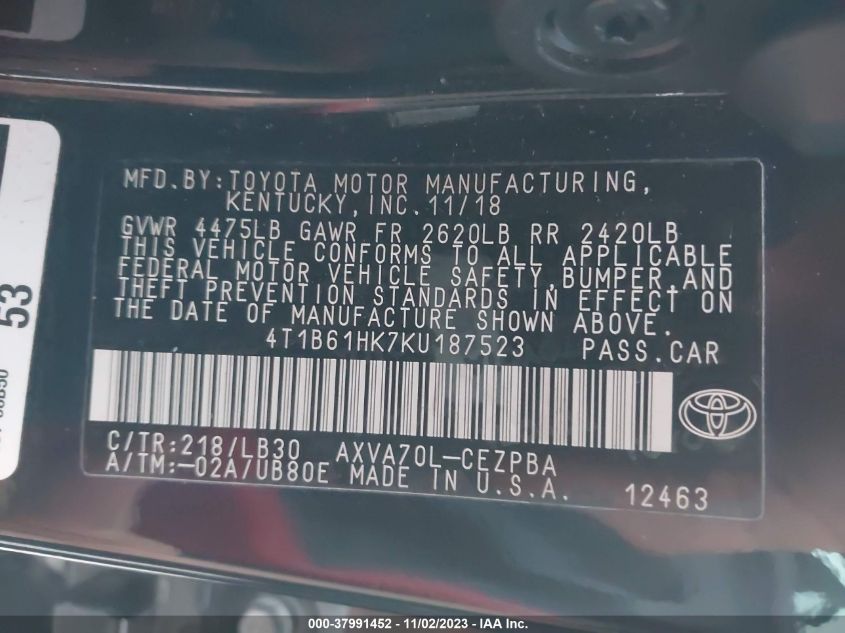 MFD.BY:TOYOTA MOTOR MANUFACTURING,
KENTUCKY,INC.11/18
GVWR 4475LB GAWR FR 2620LB RR 2420LB
THIS VEHICLE CONFORMS TO ALL APPLICABLE
FEDERAL MOTOR VEHICLE SAFETY,BUMPER,AND
THEFT PREVENTION STANDARDS IN EFFECT ON
THE DATE OF MANUFACTURE SHOWN ABOVE.
4T1B61HK7KU187523 PASS.CAR
C/TR:218/LB30 AXVA70L-CEZPBA
A/TM:-02A/UB80E MADE IN U.S.A. 12463
53
000-37991452 - 11/02/2023 - IAA Inc.